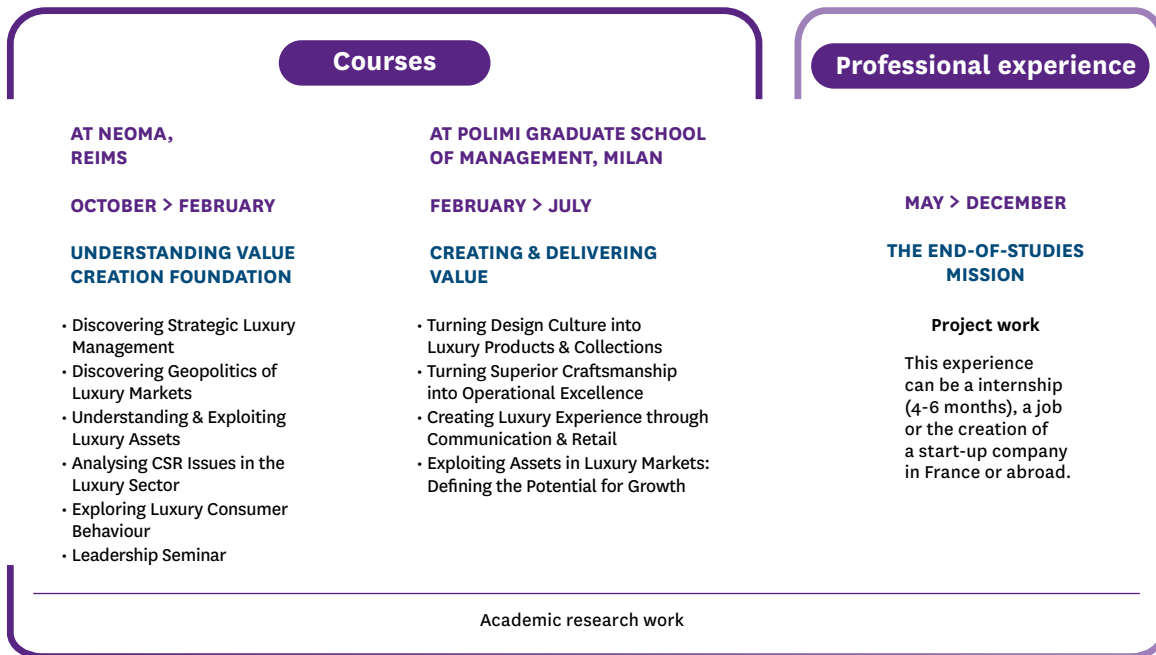 Courses
AT NEOMA,
REIMS
OCTOBER > FEBRUARY
UNDERSTANDING VALUE
CREATION FOUNDATION
• Discovering Strategic Luxury
Management
• Discovering Geopolitics of
Luxury Markets
• Understanding & Exploiting
Luxury Assets
• Analysing CSR Issues in the
Luxury Sector
• Exploring Luxury Consumer
Behaviour
• Leadership Seminar
AT POLIMI GRADUATE SCHOOL
OF MANAGEMENT, MILAN
FEBRUARY > JULY
CREATING & DELIVERING
VALUE
• Turning Design Culture into
Luxury Products & Collections
• Turning Superior Craftsmanship
into Operational Excellence
• Creating Luxury Experience through
Communication & Retail
• Exploiting Assets in Luxury Markets:
Defining the Potential for Growth
Professional experience
MAY > DECEMBER
THE END-OF-STUDIES
MISSION
Project work
This experience
can be a internship
(4-6 months), a job
or the creation of
a start-up company
in France or abroad.
Academic research work